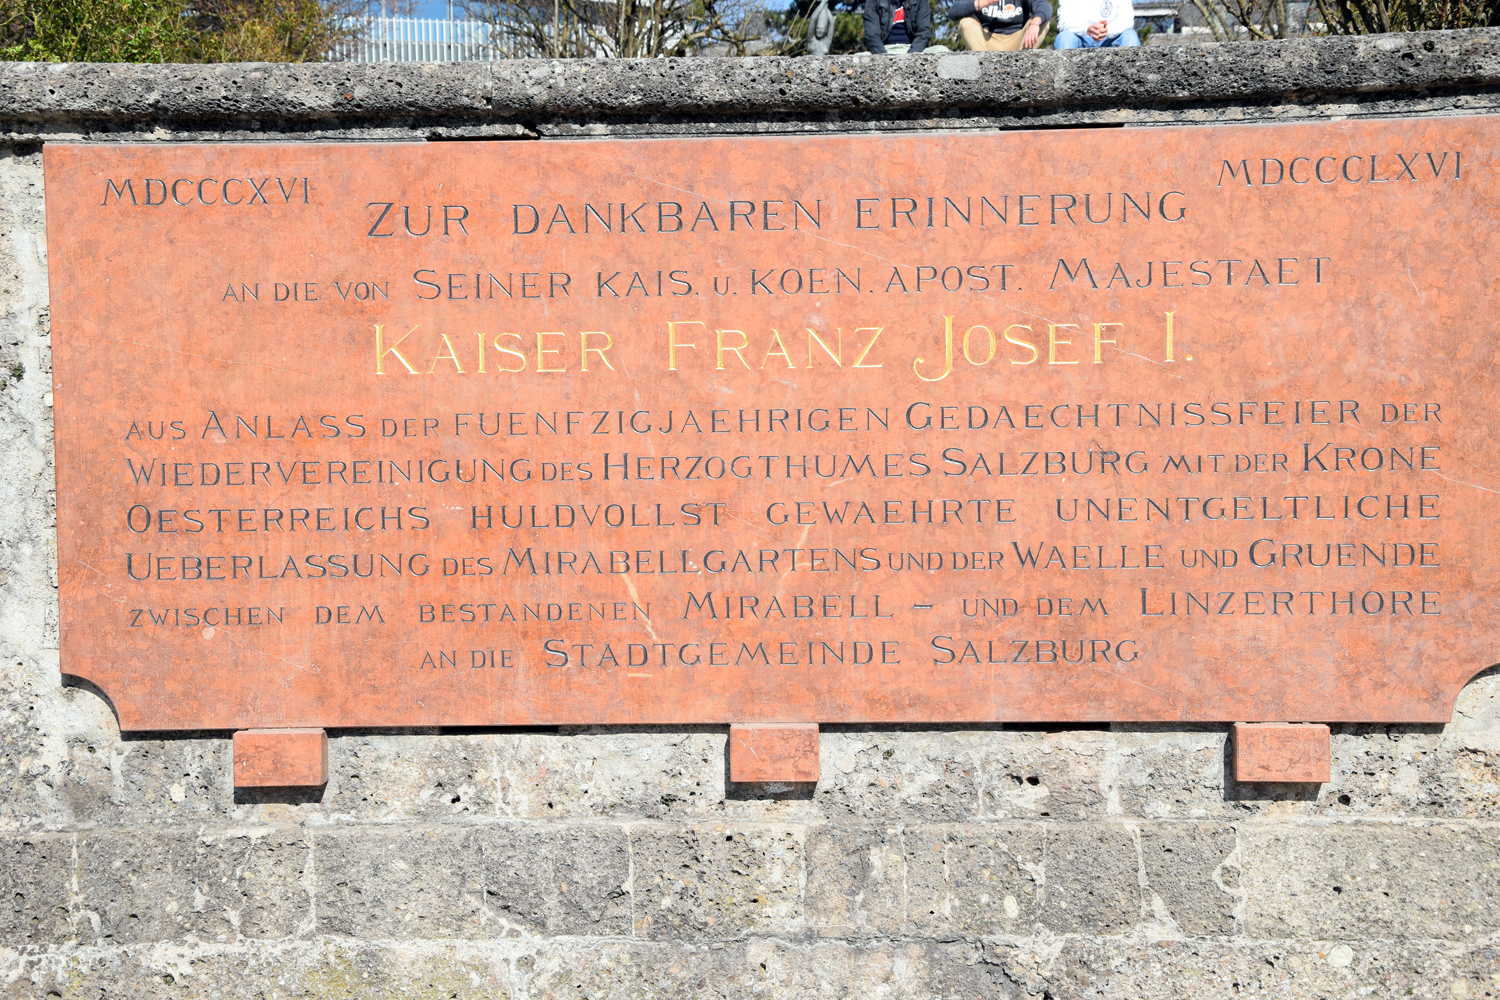 MDCCCXVI
MDCCCLXVI
ZUR DANKBAREN ERINNERUNG
AN DIE VON SEINER KAIS. U. KOEN. APOST. MAJESTAET
KAISER FRANZ JOSEF I.
AUS ANLASS DER FUENFZIGJAEHRIGEN GEDAECHTNISSFEIER DER
WIEDERVEREINIGUNG DES HERZOGTHUMES SALZBURG MIT DER KRONE
OESTERREICHS HULDVOLLST GEWAEHRTE UNENTGELTLICHE
UEBERLASSUNG DES MIRABELLGARTENS UND DER WAELLE UND GRUENDE
ZWISCHEN DEM BESTANDENEN MIRABELL – UND DEM LINZERTHORE
AN DIE STADTGEMEINDE SALZBURG